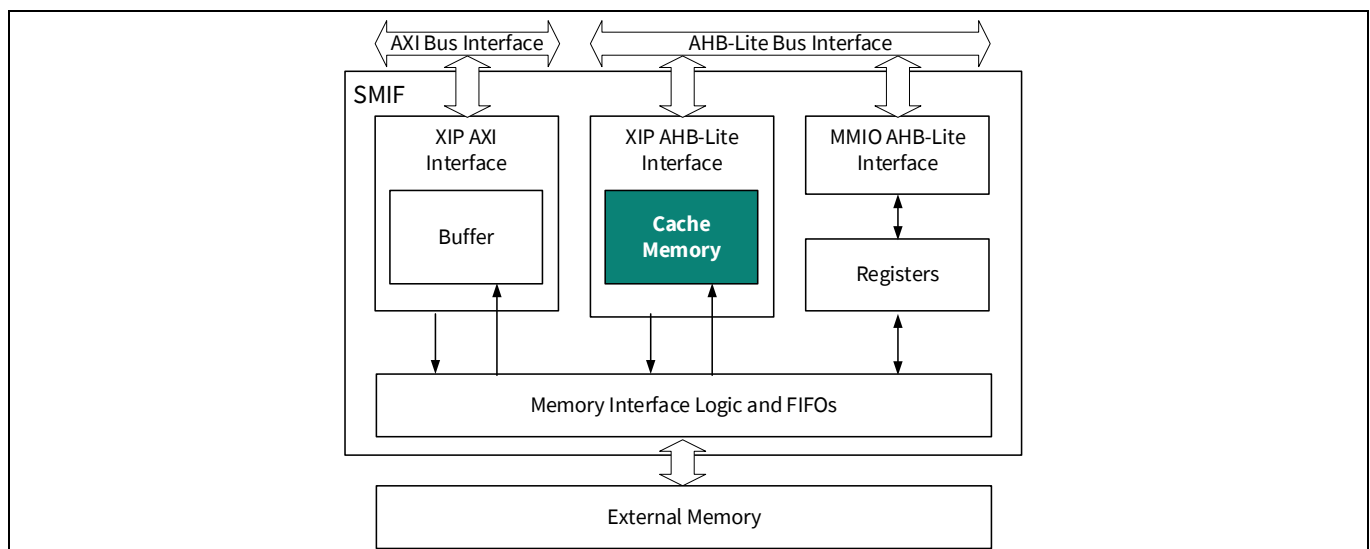 AXI Bus Interface
AHB-Lite Bus Interface
SMIF
XIP AXI
Interface
Buffer
XIP AHB-Lite
Interface
Cache
Memory
MMIO AHB-Lite
Interface
Registers
Memory Interface Logic and FIFOs
External Memory